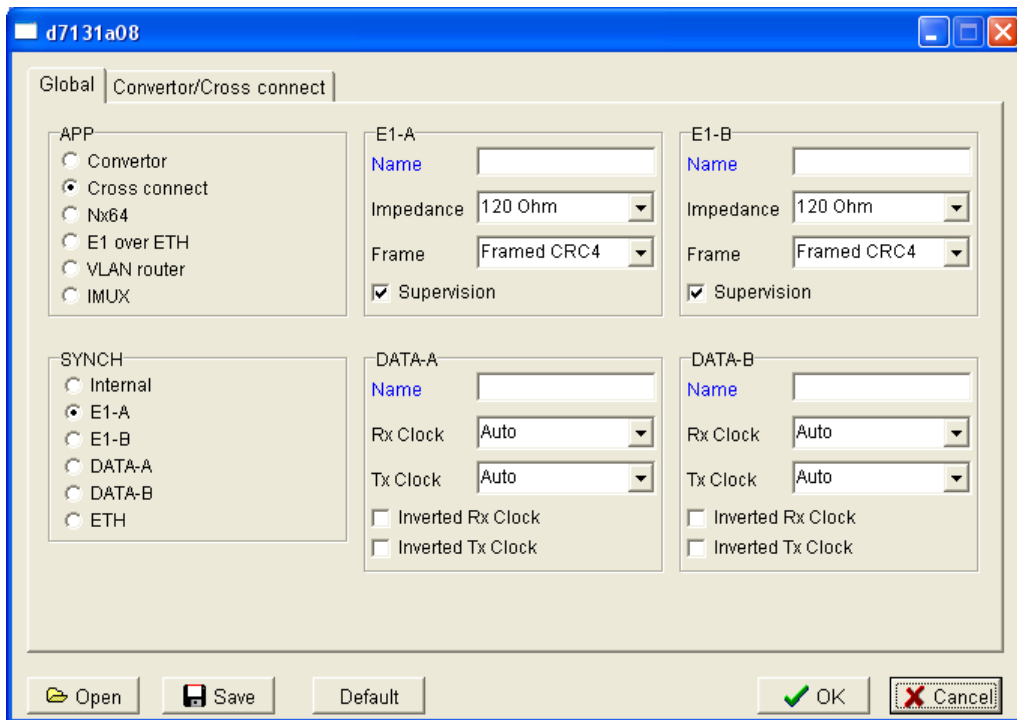 d7131a08
Global
Convertor/Cross connect
APP
Convertor
Cross connect
Nx64
E1 over ETH
VLAN router
IMUX
E1-A
Name
Impedance 120 Ohm
Frame Framed CRC4
Supervision
E1-B
Name
Impedance 120 Ohm
Frame Framed CRC4
Supervision
SYNCH
Internal
E1-A
E1-B
DATA-A
DATA-B
ETH
DATA-A
Name
Rx Clock Auto
Tx Clock Auto
Inverted Rx Clock
Inverted Tx Clock
DATA-B
Name
Rx Clock Auto
Tx Clock Auto
Inverted Rx Clock
Inverted Tx Clock
Open
Save
Default
OK
Cancel